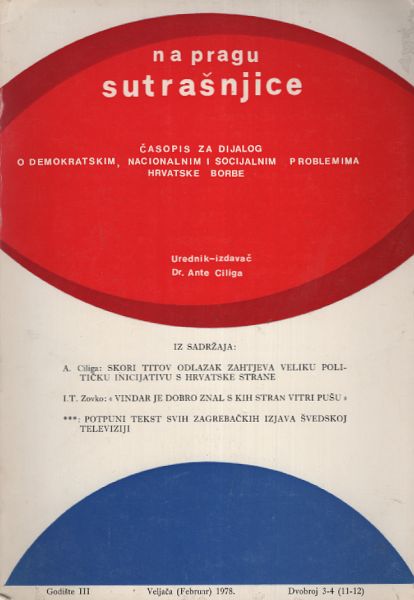 na pragu
sutrašnjice
ČASOPIS ZA DIJALOG
O DEMOKRATSKIM, NACIONALNIM I SOCIJALNIM PROBLEMIMA
HRVATSKE BORBE
Urednik–izdavač
Dr. Ante Ciliga
IZ SADRŽAJA:
A. Ciliga: SKORI TITOV ODLAZAK ZAHTJEVA VELIKU POLI-
TIČKU INICIJATIVU S HRVATSKE STRANE
I.T. Zovko: « VINDAR JE DOBRO ZNAL S KIH STRAN VITRI PUŠU »
***: POTPUNI TEKST SVIH ZAGREBAČKIH IZJAVA ŠVEDSKOJ
TELEVIZIJI
Godište III Veljača (Februar) 1978. Dvobroj 3-4 (11-12)